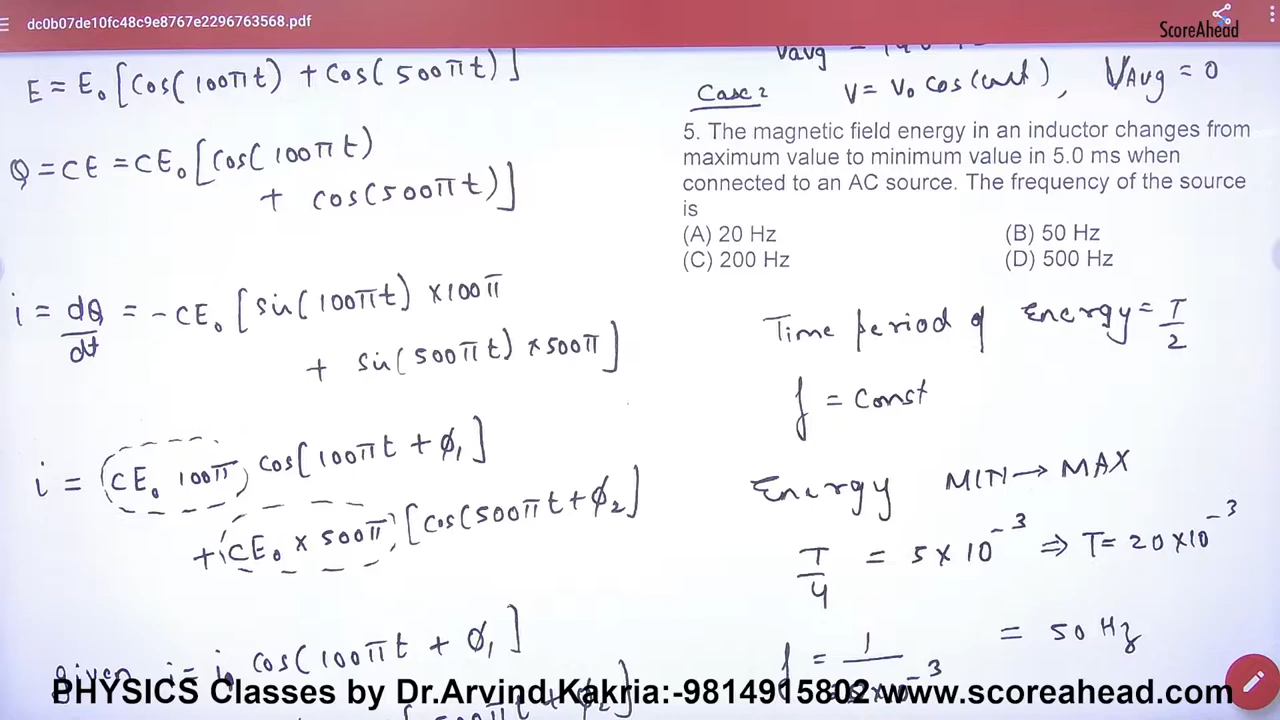 dc0b07de10fc48c9e8767e2296763568.pdf
ScoreAhead
E = E₀[Cos(100πt) + Cos(500πt)]
Q = CE = CE₀[Cos(100πt)
+ cos(500πt)]
i = dQ/dt = -CE₀[sin(100πt) ×100π
+ sin(500πt) ×500π]
i = CE₀ 100π cos[100πt + ϕ₁]
+ CE₀ × 500π, [cos(500πt + ϕ₂]
given i = i₀ cos(100πt + ϕ₁]
Vavg =
Case 2
V = V₀ cos(ωt), VAvg = 0
5. The magnetic field energy in an inductor changes from
maximum value to minimum value in 5.0 ms when
connected to an AC source. The frequency of the source
is
(A) 20 Hz (B) 50 Hz
(C) 200 Hz (D) 500 Hz
Time period of Energy = T/2
f = Const
Energy MIN → MAX
T/4 = 5×10⁻³ ⇒ T = 20×10⁻³
f = 1/ ×10⁻³ = 50 Hz
PHYSICS Classes by Dr.Arvind Kakria:-9814915802 www.scoreahead.com